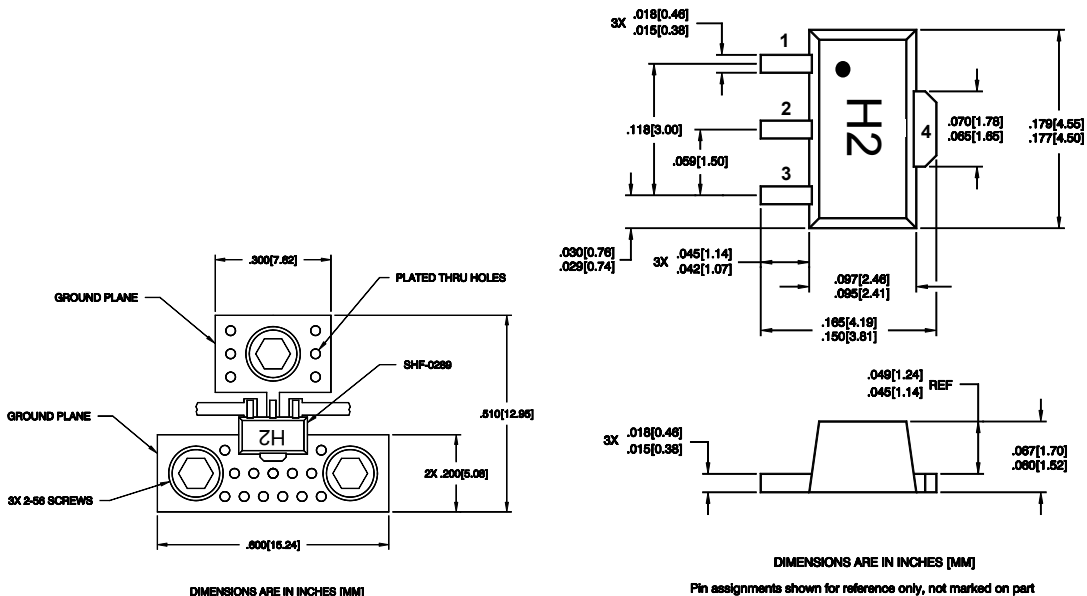 .300[7.62]
PLATED THRU HOLES
GROUND PLANE
SHF-0289
.510[12.95]
GROUND PLANE
H2
2X .200[5.08]
3X 2-56 SCREWS
.600[15.24]
DIMENSIONS ARE IN INCHES [MM]
3X .018[0.46]
.015[0.38]
1
2
3
4
H2
.118[3.00]
.059[1.50]
.070[1.78]
.065[1.65]
.179[4.55]
.177[4.50]
.030[0.76]
.029[0.74]
3X .045[1.14]
.042[1.07]
.097[2.46]
.095[2.41]
.165[4.19]
.150[3.81]
.049[1.24]
.045[1.14] REF
3X .018[0.46]
.015[0.38]
.067[1.70]
.060[1.52]
DIMENSIONS ARE IN INCHES [MM]
Pin assignments shown for reference only, not marked on part